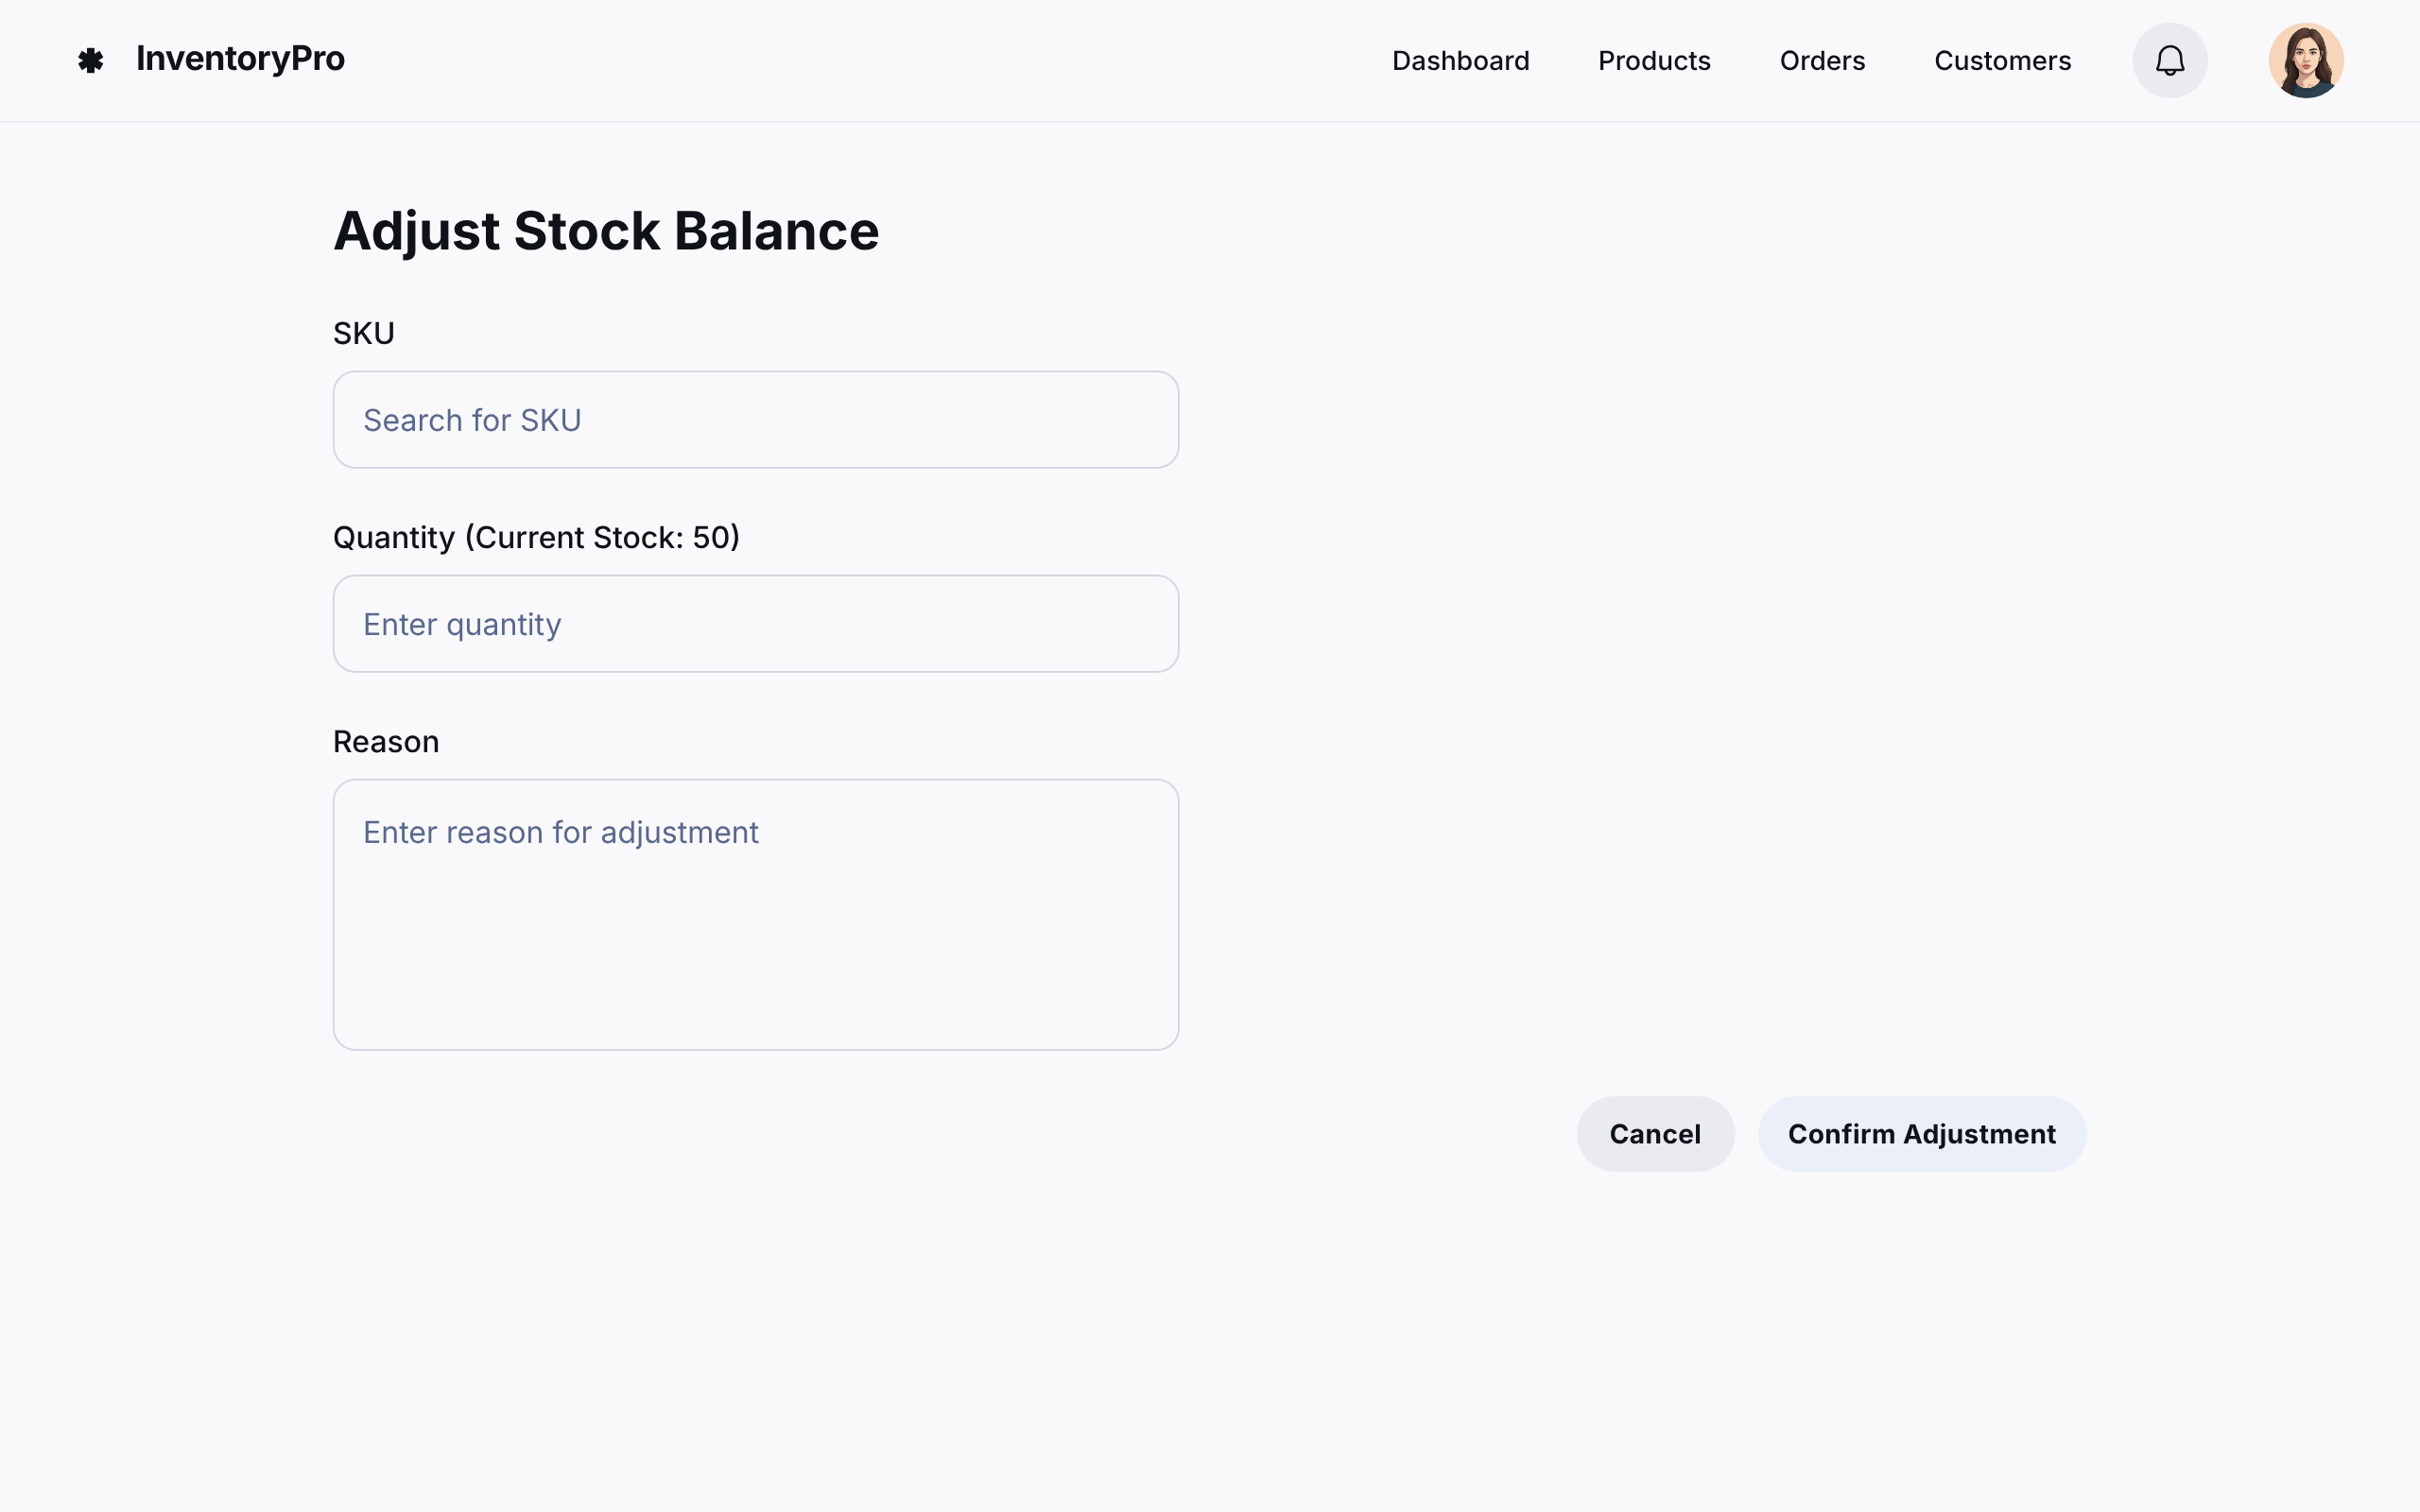 InventoryPro
Dashboard Products Orders Customers
Adjust Stock Balance
SKU
Search for SKU
Quantity (Current Stock: 50)
Enter quantity
Reason
Enter reason for adjustment
Cancel Confirm Adjustment